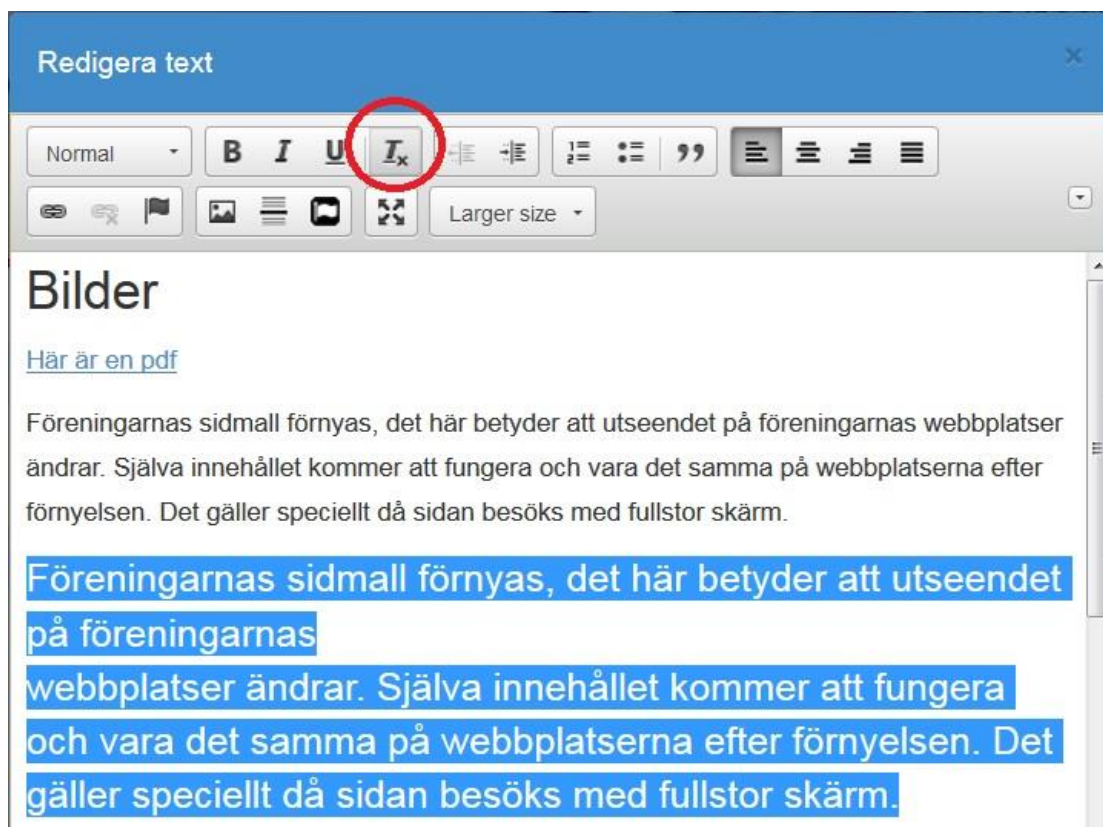 Redigera text
Normal B I U Tx
Larger size
Bilder
Här är en pdf
Föreningarnas sidmall förnyas, det här betyder att utseendet på föreningarnas webbplatser
ändrar. Själva innehållet kommer att fungera och vara det samma på webbplatserna efter
förnyelsen. Det gäller speciellt då sidan besöks med fullstor skärm.
Föreningarnas sidmall förnyas, det här betyder att utseendet
på föreningarnas
webbplatser ändrar. Själva innehållet kommer att fungera
och vara det samma på webbplatserna efter förnyelsen. Det
gäller speciellt då sidan besöks med fullstor skärm.